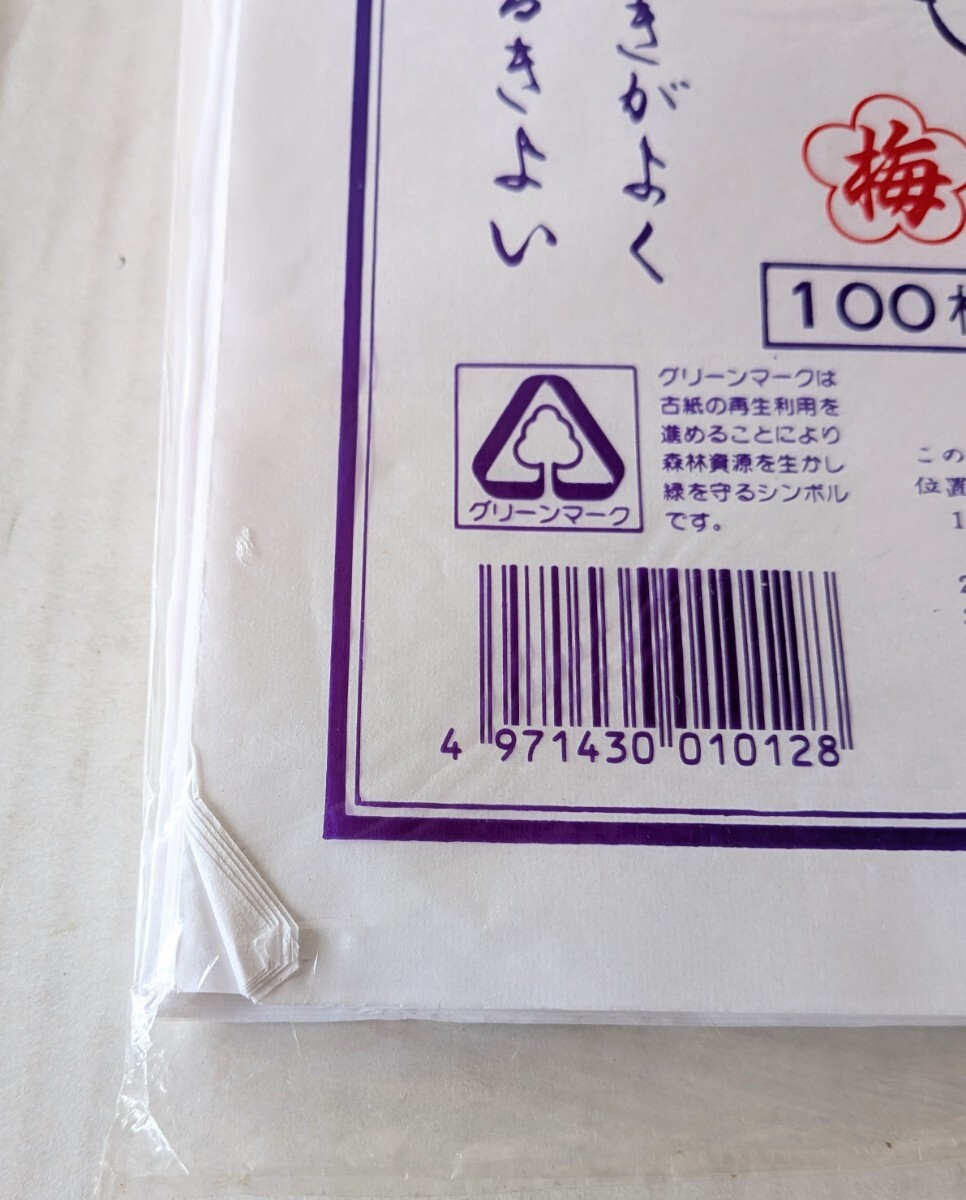 きがよく
るきよい
梅
100
グリーンマーク
グリーンマークは
古紙の再生利用を
進めることにより
森林資源を生かし
緑を守るシンボル
です。
この
位置
1
2
4 971430 010128